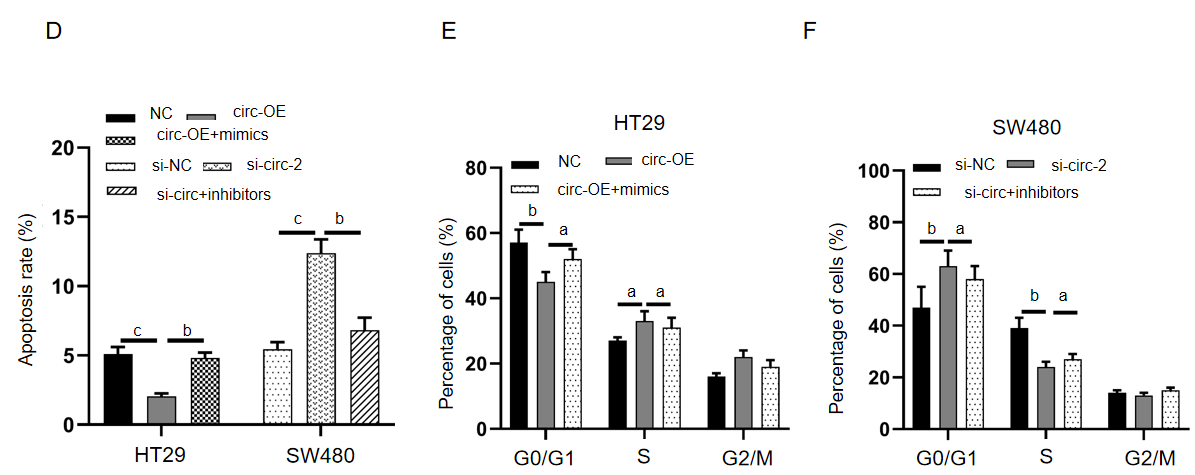 D
NC
circ-OE
circ-OE+mimics
si-NC
si-circ-2
si-circ+inhibitors
Apoptosis rate (%)
20
15
10
5
0
c
b
c
b
HT29
SW480
E
HT29
NC
circ-OE
circ-OE+mimics
Percentage of cells (%)
80
60
40
20
0
b
a
a
a
G0/G1
S
G2/M
F
SW480
si-NC
si-circ-2
si-circ+inhibitors
Percentage of cells (%)
100
80
60
40
20
0
b
a
b
a
G0/G1
S
G2/M